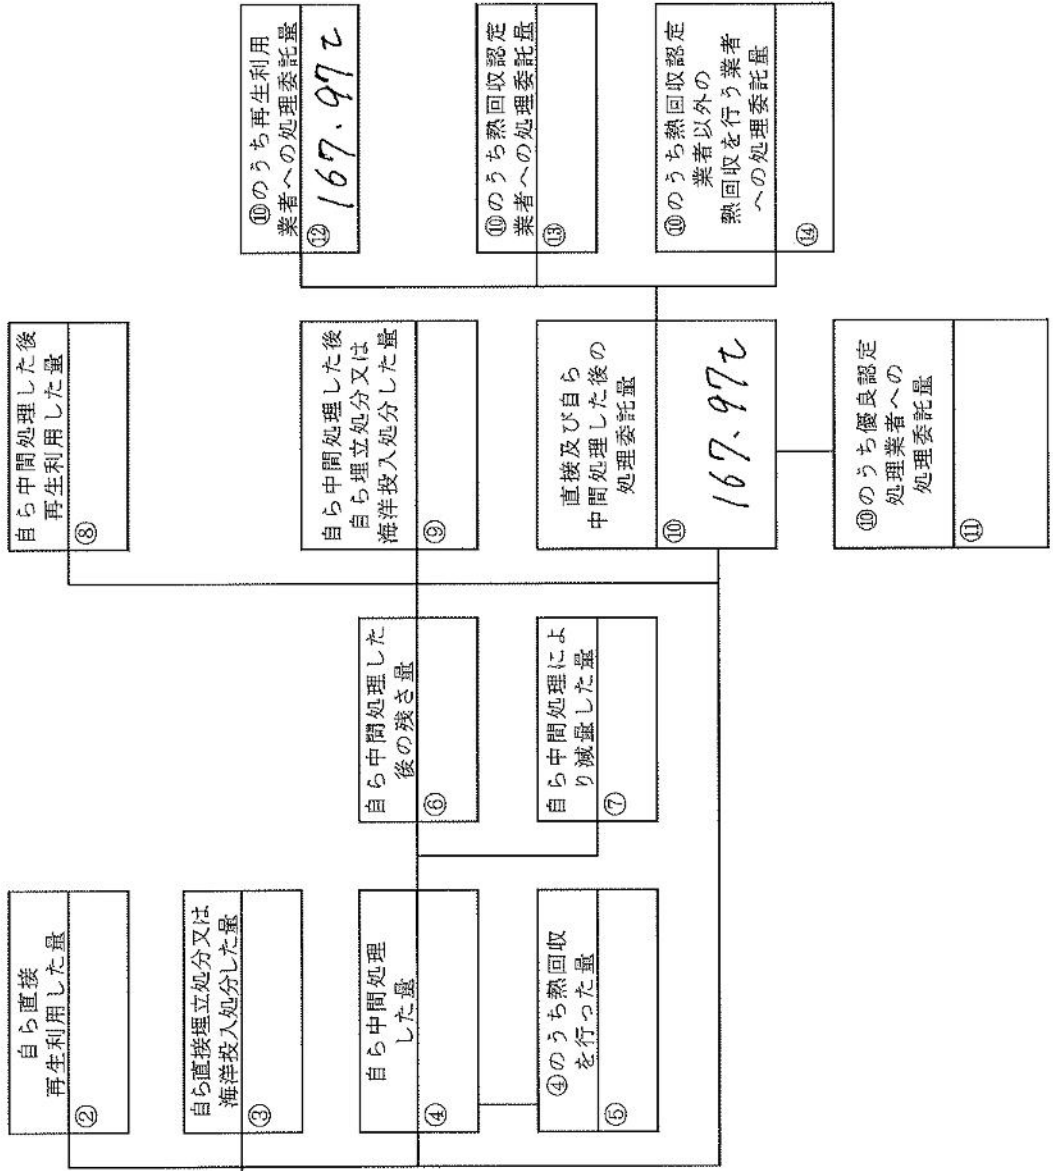 自ら直接
再生利用した量
②
自ら直接埋立処分又は
海洋投入処分した量
③
自ら中間処理
した量
④
④のうち熱回収
を行った量
⑤
自ら中間処理した
後の残さ量
⑥
自ら中間処理によ
り減量した量
⑦
自ら中間処理した後
再生利用した量
⑧
自ら中間処理した後
自ら埋立処分又は
海洋投入処分した量
⑨
直接及び自ら
中間処理した後の
処理委託量
⑩
167.97t
⑩のうち優良認定
処理業者への
処理委託量
⑪
⑩のうち再生利用
業者への処理委託量
⑫
167.97t
⑩のうち熱回収認定
業者への処理委託量
⑬
⑩のうち熱回収認定
業者以外の
熱回収を行う業者
への処理委託量
⑭